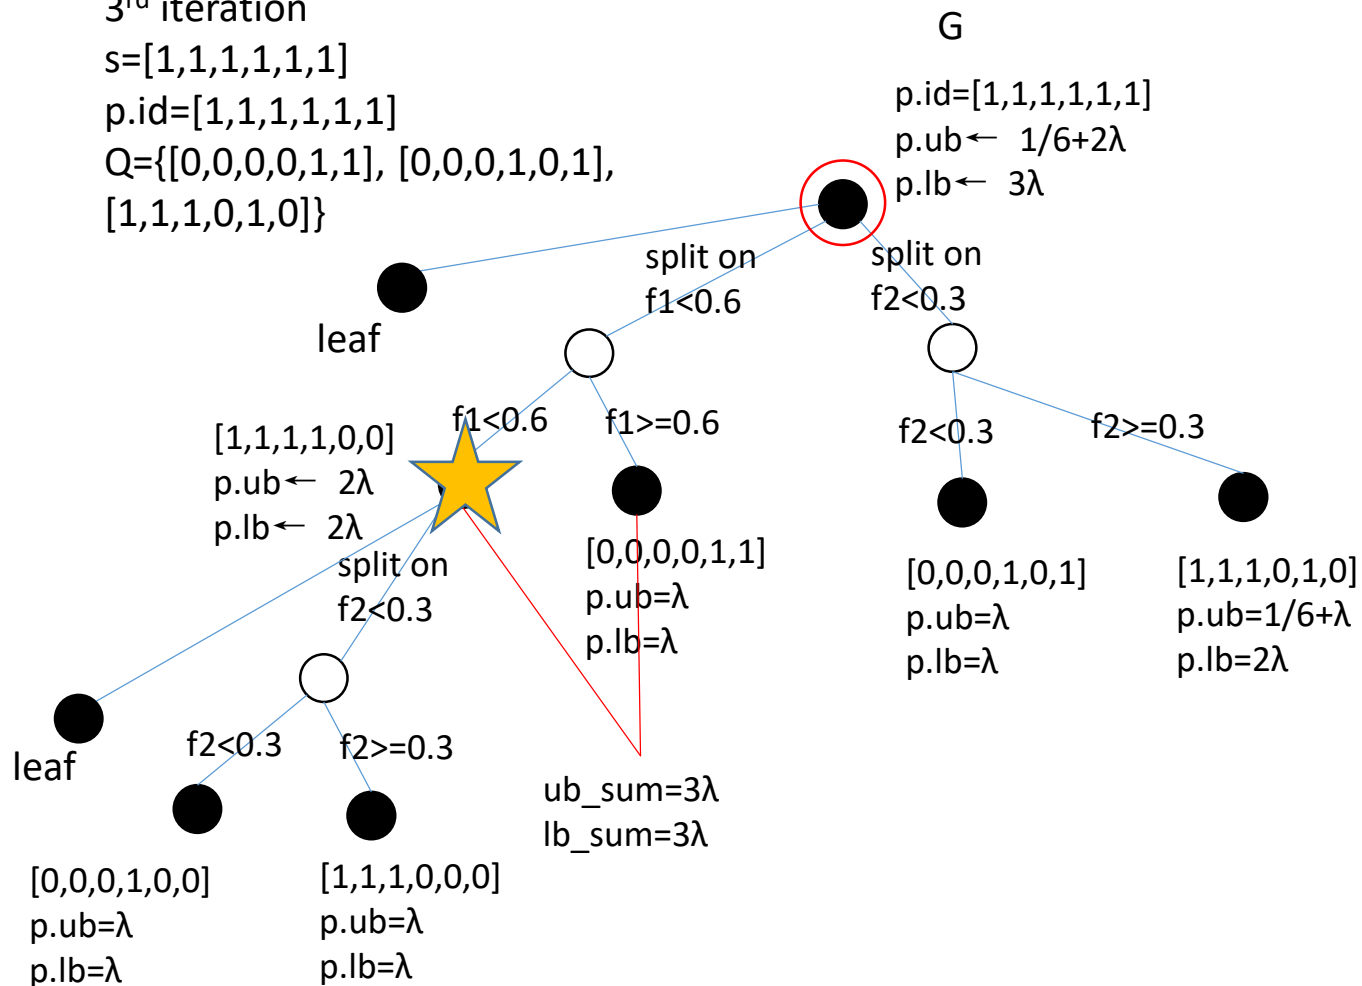 3rd iteration
s=[1,1,1,1,1,1]
p.id=[1,1,1,1,1,1]
Q={[0,0,0,0,1,1], [0,0,0,1,0,1],
[1,1,1,0,1,0]}
G
p.id=[1,1,1,1,1,1]
p.ub← 1/6+2λ
p.lb← 3λ
leaf
split on
f1<0.6
split on
f2<0.3
f1<0.6
f1>=0.6
f2<0.3
f2>=0.3
[1,1,1,1,0,0]
p.ub← 2λ
p.lb← 2λ
split on
f2<0.3
[0,0,0,0,1,1]
p.ub=λ
p.lb=λ
[0,0,0,1,0,1]
p.ub=λ
p.lb=λ
[1,1,1,0,1,0]
p.ub=1/6+λ
p.lb=2λ
leaf
f2<0.3
f2>=0.3
ub_sum=3λ
lb_sum=3λ
[0,0,0,1,0,0]
p.ub=λ
p.lb=λ
[1,1,1,0,0,0]
p.ub=λ
p.lb=λ